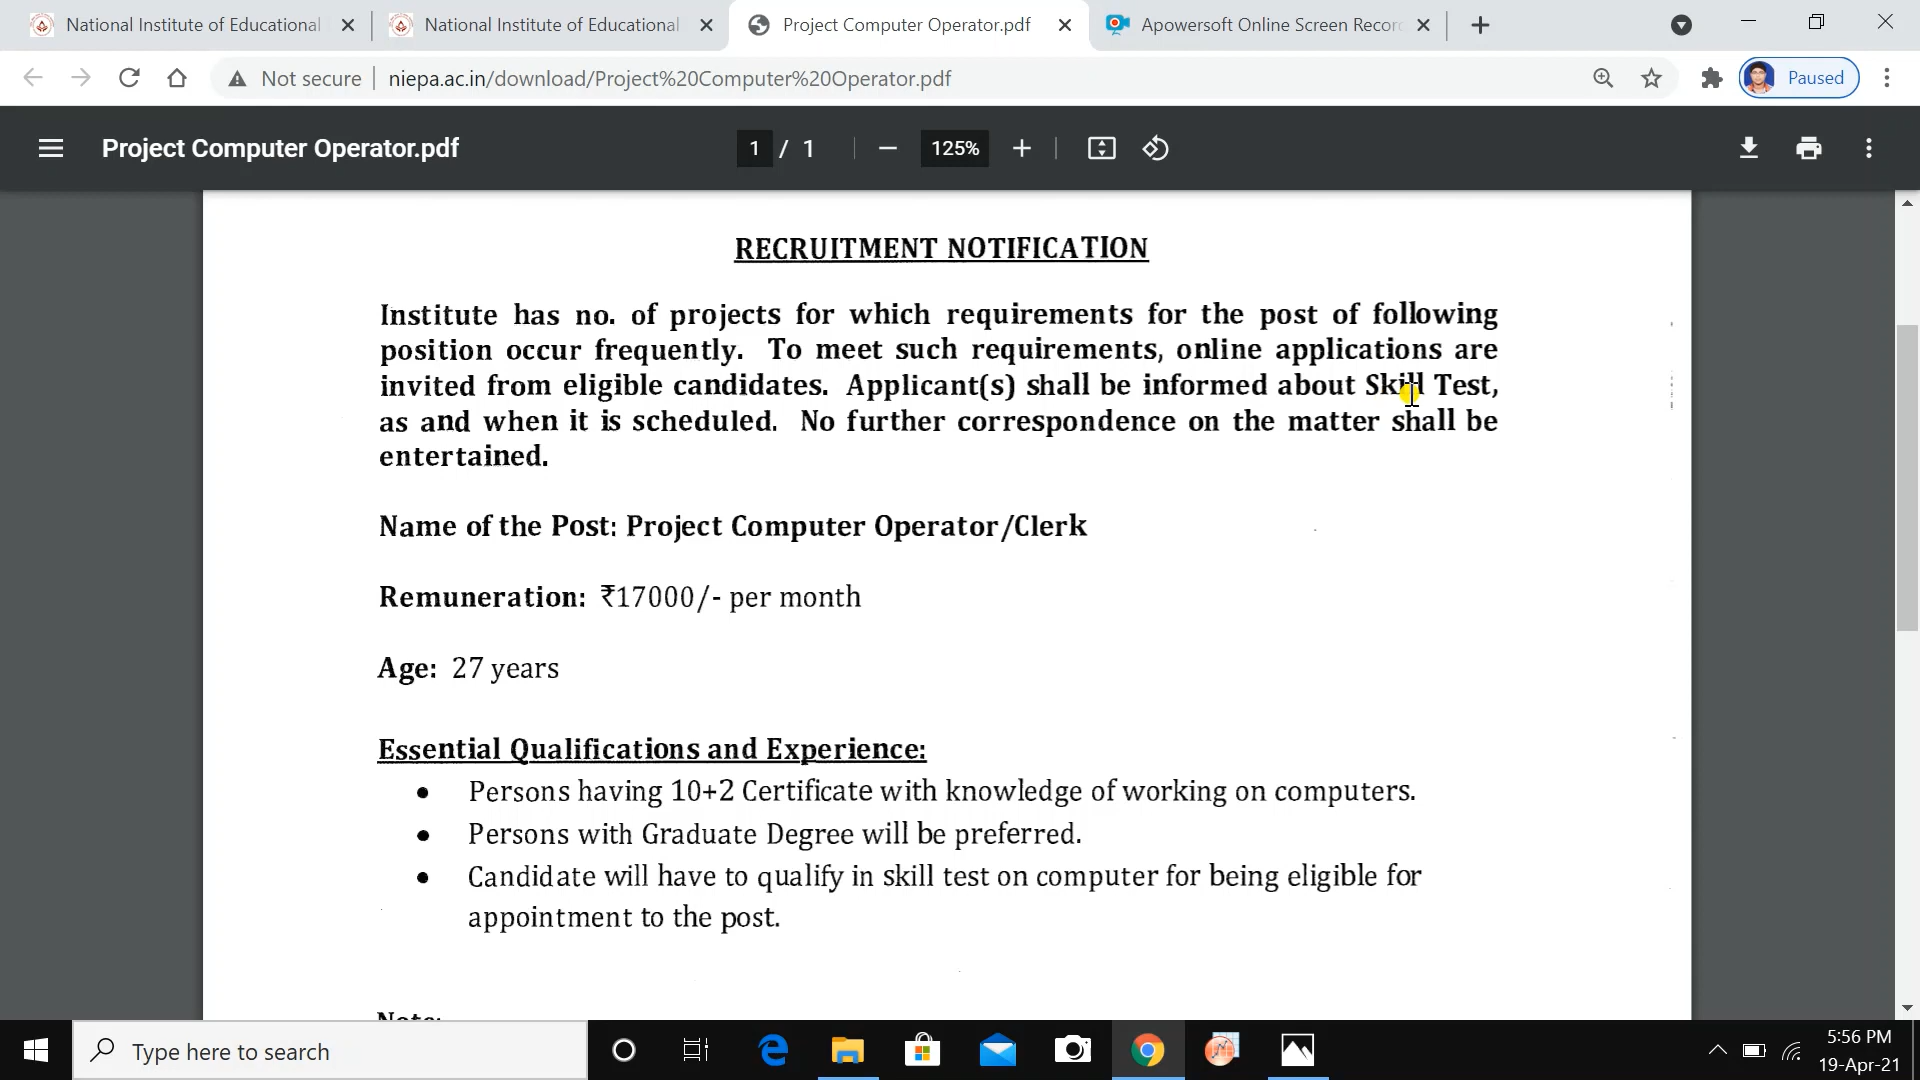 National Institute of Educational
National Institute of Educational
Project Computer Operator.pdf
Apowersoft Online Screen Recor
Not secure
niepa.ac.in/download/Project%20Computer%20Operator.pdf
Paused
Project Computer Operator.pdf
1 / 1
125%
RECRUITMENT NOTIFICATION
Institute has no. of projects for which requirements for the post of following
position occur frequently. To meet such requirements, online applications are
invited from eligible candidates. Applicant(s) shall be informed about Skill Test,
as and when it is scheduled. No further correspondence on the matter shall be
entertained.
Name of the Post: Project Computer Operator/Clerk
Remuneration: ₹17000/- per month
Age: 27 years
Essential Qualifications and Experience:
• Persons having 10+2 Certificate with knowledge of working on computers.
• Persons with Graduate Degree will be preferred.
• Candidate will have to qualify in skill test on computer for being eligible for
appointment to the post.
Note:
Type here to search
5:56 PM
19-Apr-21